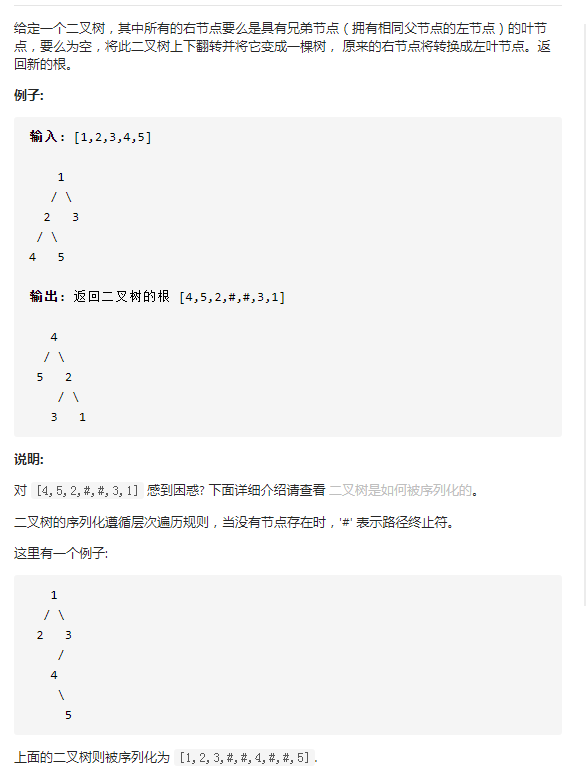 给定一个二叉树，其中所有的右节点要么是具有兄弟节点（拥有相同父节点的左节点）的叶节
点，要么为空，将此二叉树上下翻转并将它变成一棵树， 原来的右节点将转换成左叶节点。返
回新的根。
例子:
输入: [1,2,3,4,5]
1
/ \
2 3
/ \
4 5
输出: 返回二叉树的根 [4,5,2,#,#,3,1]
4
/ \
5 2
/ \
3 1
说明:
对 [4,5,2,#,#,3,1] 感到困惑? 下面详细介绍请查看 二叉树是如何被序列化的。
二叉树的序列化遵循层次遍历规则，当没有节点存在时，'#' 表示路径终止符。
这里有一个例子:
1
/ \
2 3
/
4
\
5
上面的二叉树则被序列化为 [1,2,3,#,#,4,#,#,5].